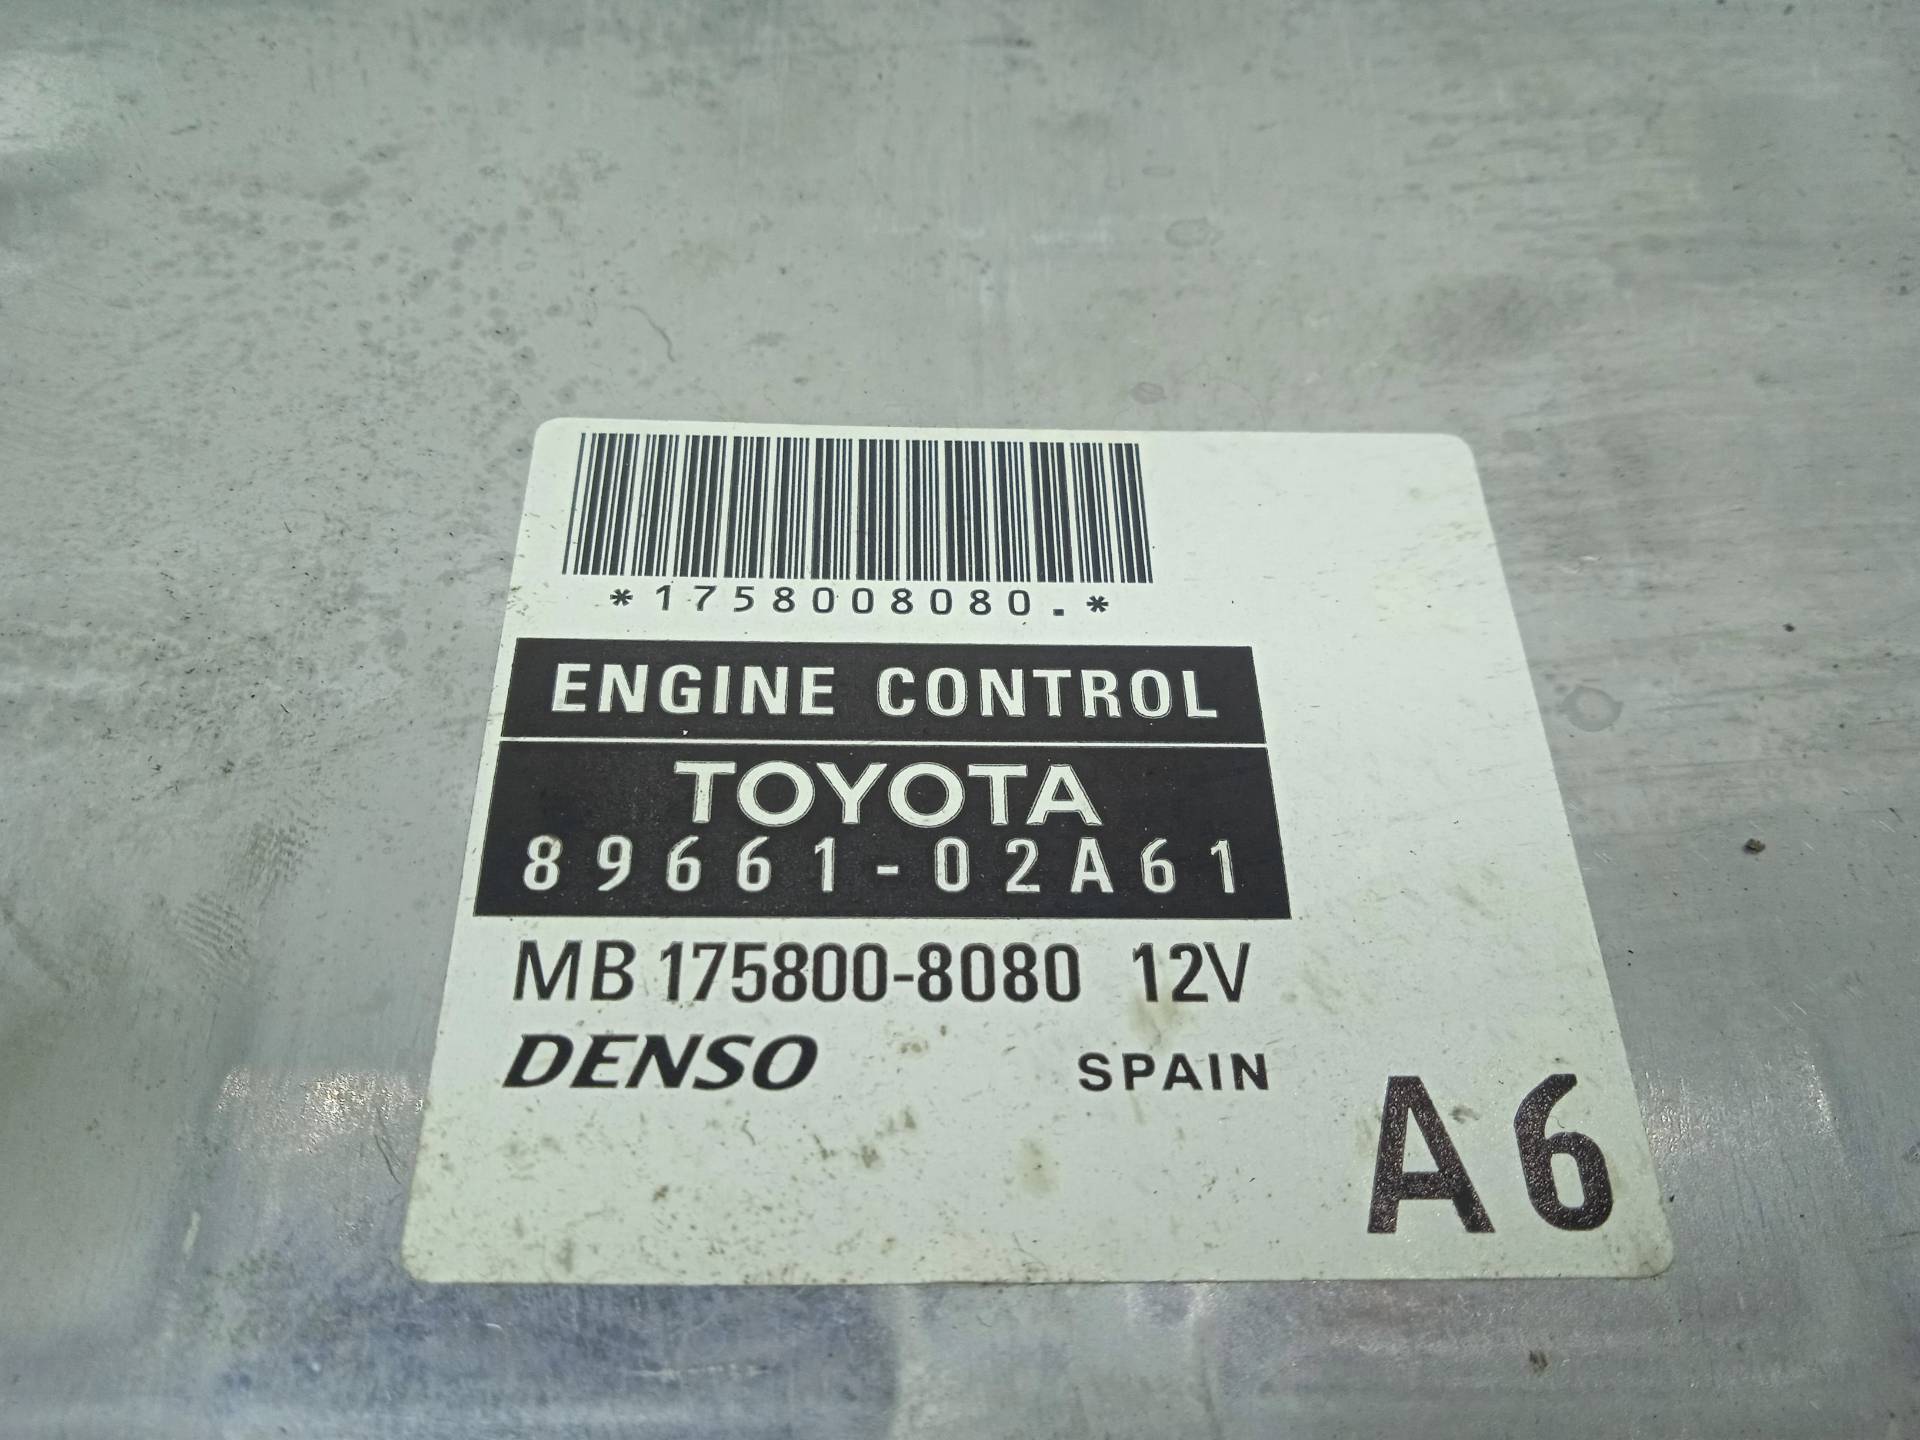 *1758008080.*
ENGINE CONTROL
TOYOTA
89661-02A61
MB 175800-8080 12V
DENSO SPAIN
A6